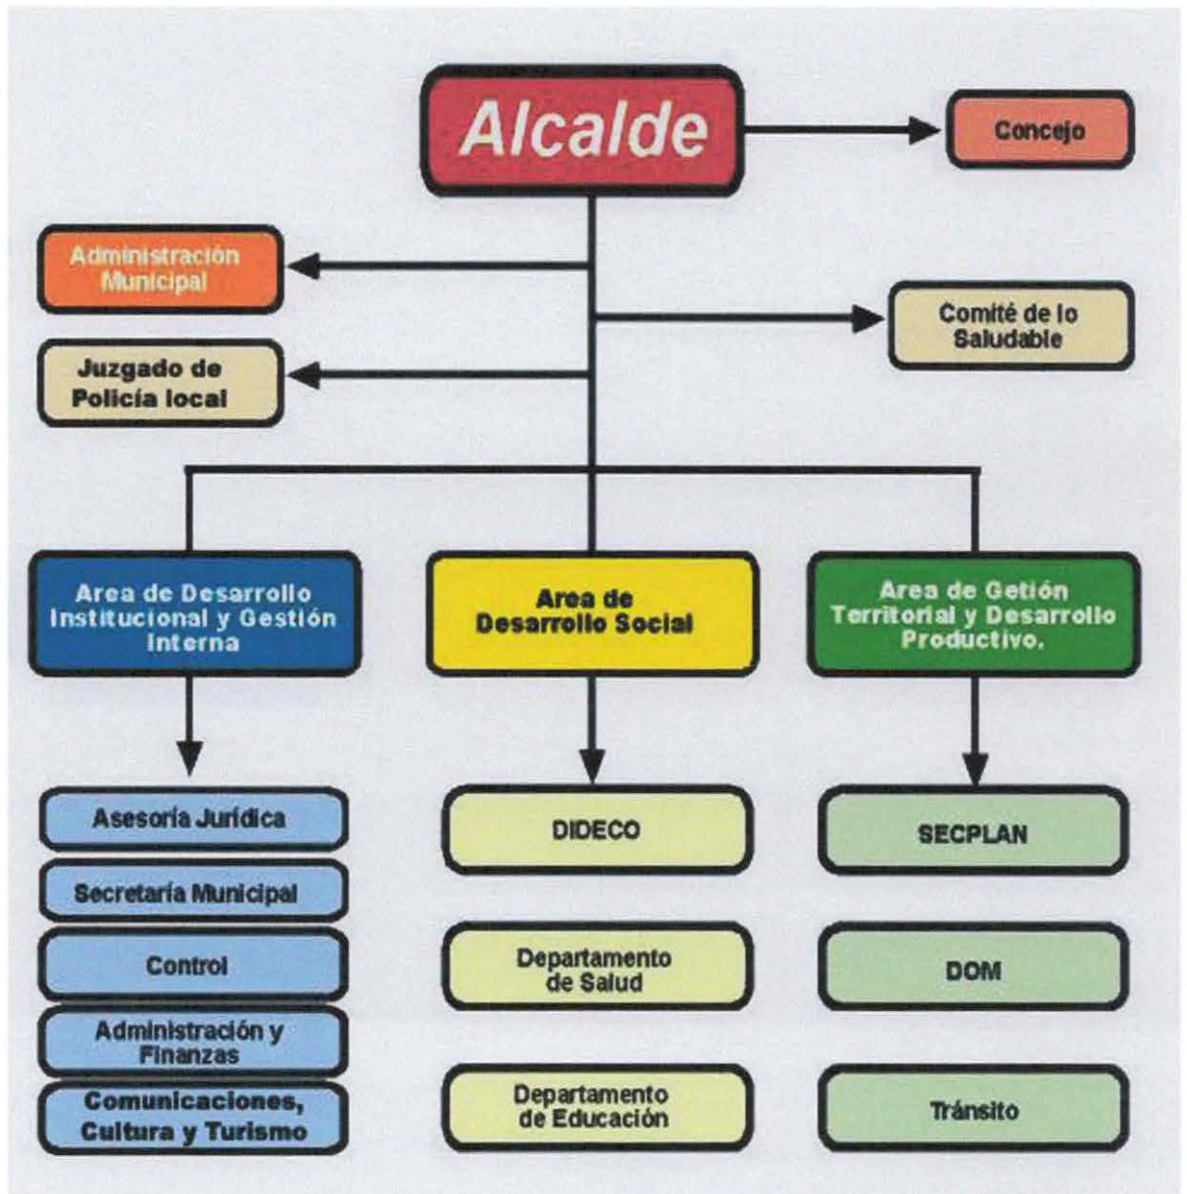 Alcalde
Concejo
Administración
Municipal
Comité de lo
Saludable
Juzgado de
Policía local
Area de Desarrollo
Institucional y Gestión
Interna
Area de
Desarrollo Social
Area de Getión
Territorial y Desarrollo
Productivo.
Asesoría Jurídica
Secretaría Municipal
Control
Administración y
Finanzas
Comunicaciones,
Cultura y Turismo
DIDECO
Departamento
de Salud
Departamento
de Educación
SECPLAN
DOM
Tránsito